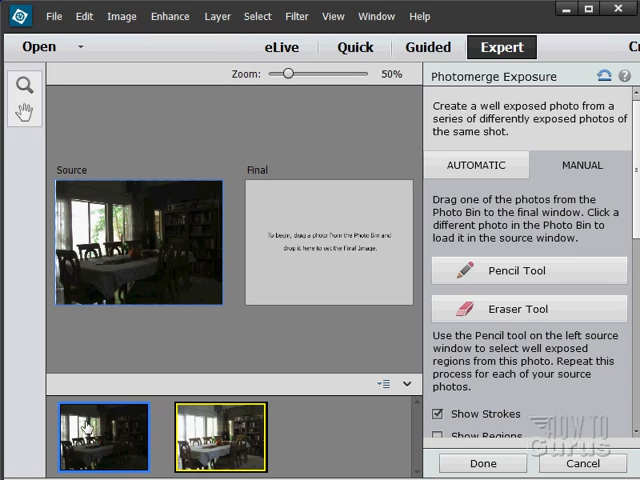 File Edit Image Enhance Layer Select Filter View Window Help
Open eLive Quick Guided Expert
Zoom: 50%
Photomerge Exposure
Create a well exposed photo from a
series of differently exposed photos of
the same shot.
AUTOMATIC MANUAL
Source Final
To begin, drag a photo from the Photo Bin and
drop it here to set the Final Image.
Drag one of the photos from the
Photo Bin to the final window. Click a
different photo in the Photo Bin to
load it in the source window.
Pencil Tool
Eraser Tool
Use the Pencil tool on the left source
window to select well exposed
regions from this photo. Repeat this
process for each of your source
photos.
Show Strokes
Show Regions
HOW TO
Gurus
Done Cancel